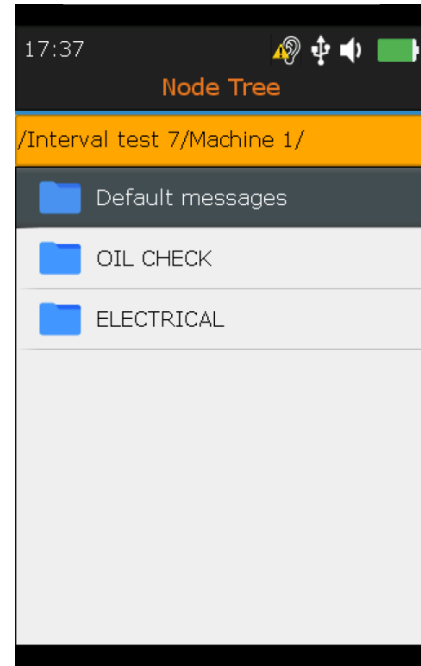 17:37
Node Tree
/Interval test 7/Machine 1/
Default messages
OIL CHECK
ELECTRICAL